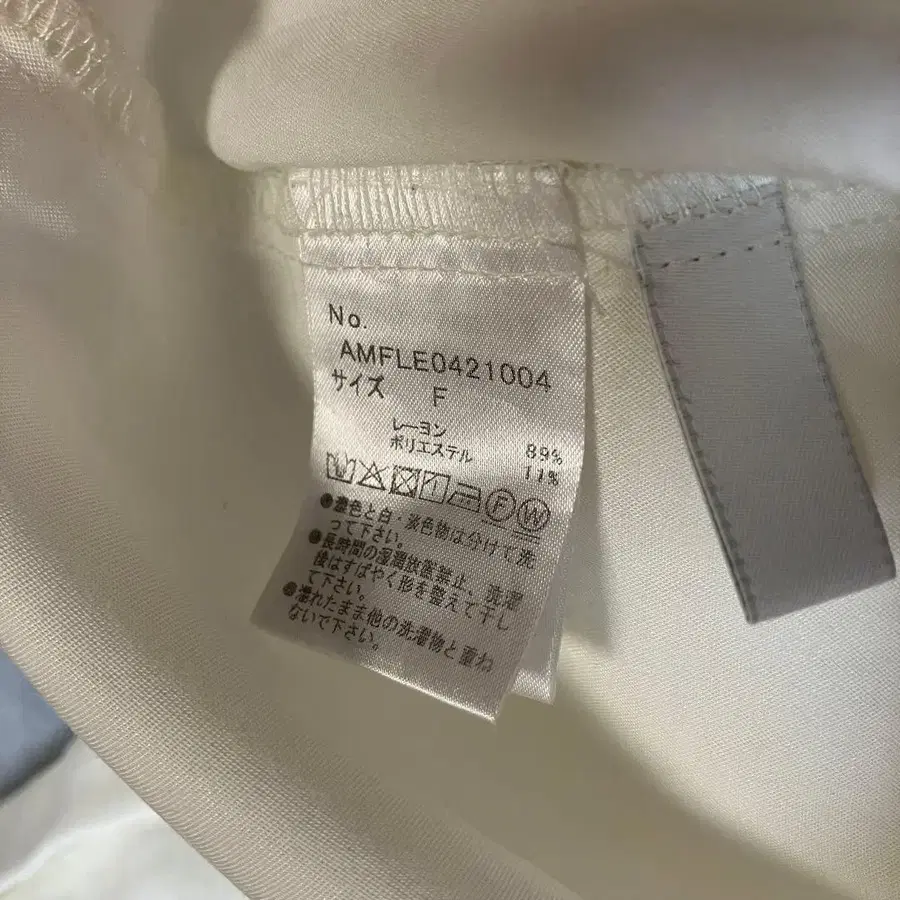 No.
AMFLE0421004
サイズ F
レーヨン 89%
ポリエステル 11%
F W
●濃色と白・淡色物は分けて洗
って下さい。
●長時間の湿潤放置禁止、洗濯
後はすばやく形を整えて干し
て下さい。
●濡れたまま他の洗濯物と重ね
ないで下さい。